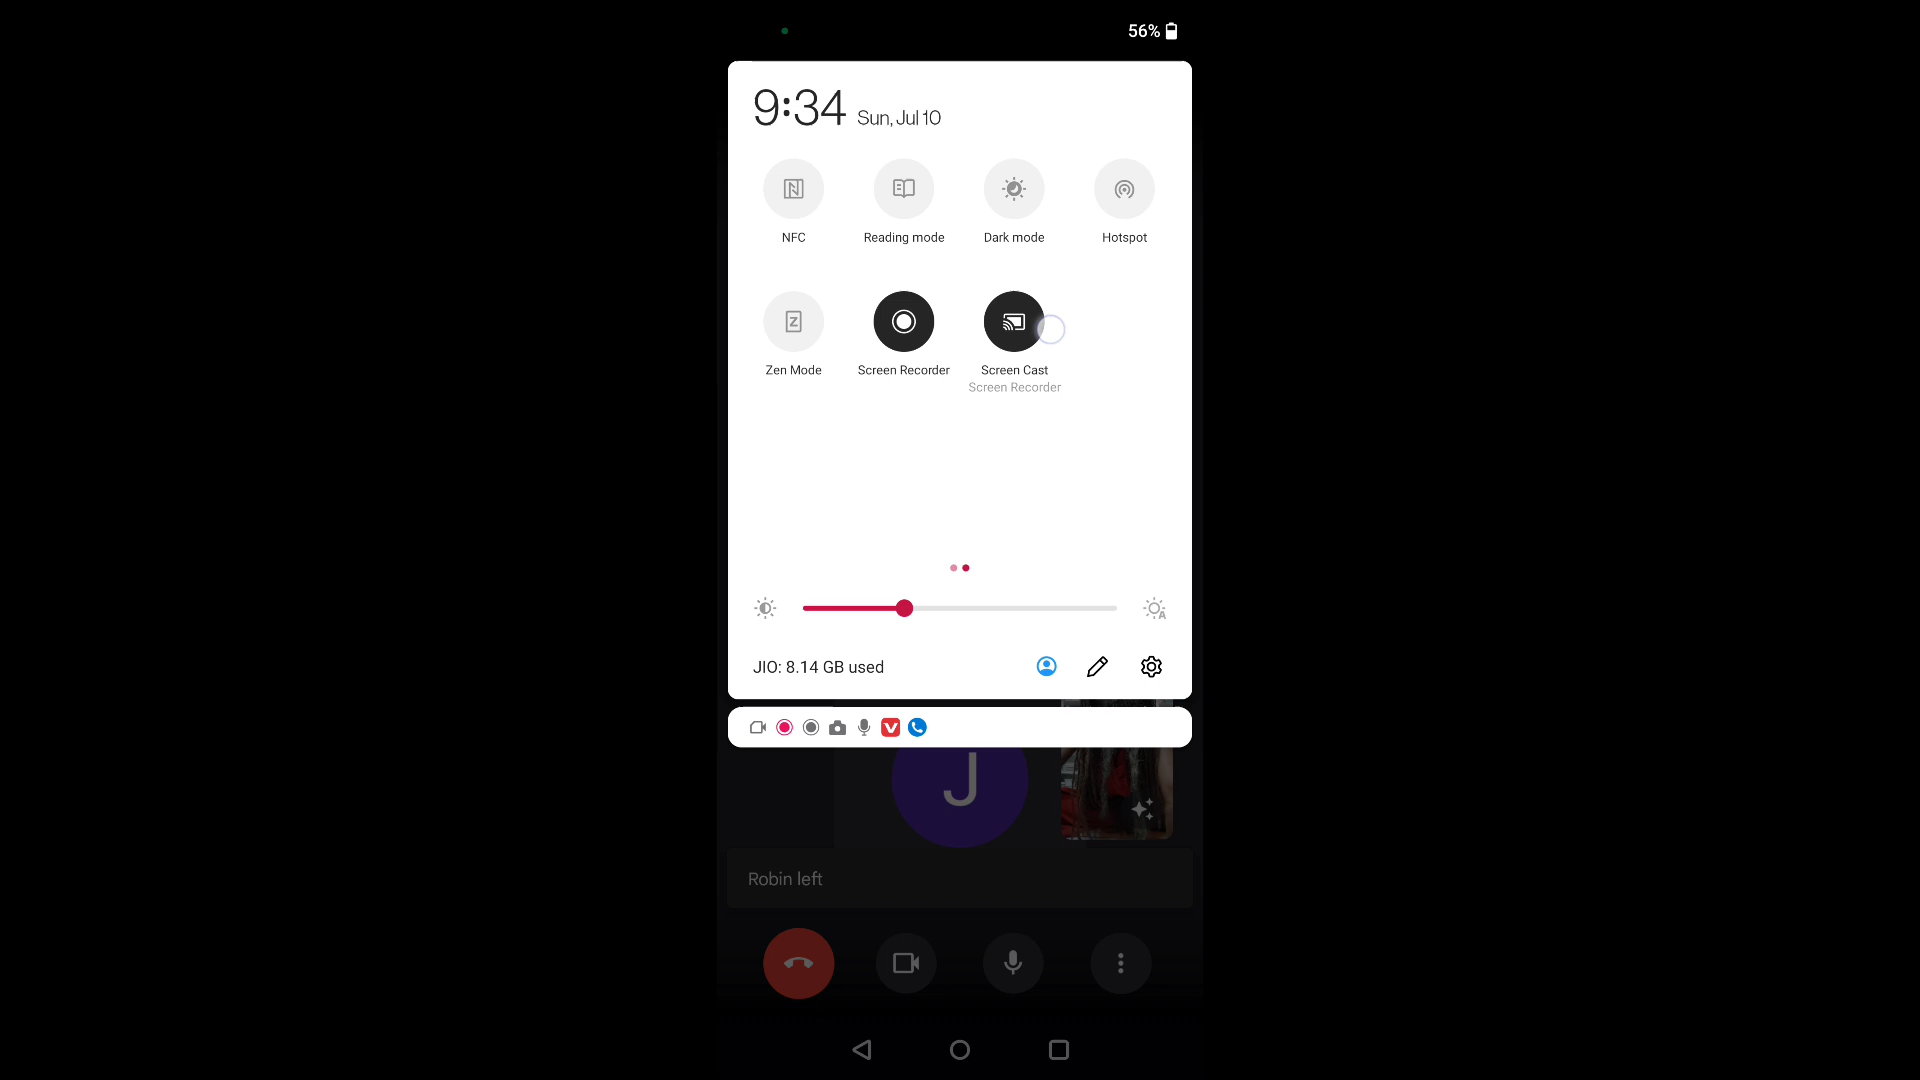 56%
9:34 Sun, Jul 10
NFC Reading mode Dark mode Hotspot
Zen Mode Screen Recorder Screen Cast
Screen Recorder
JIO: 8.14 GB used
J
Robin left